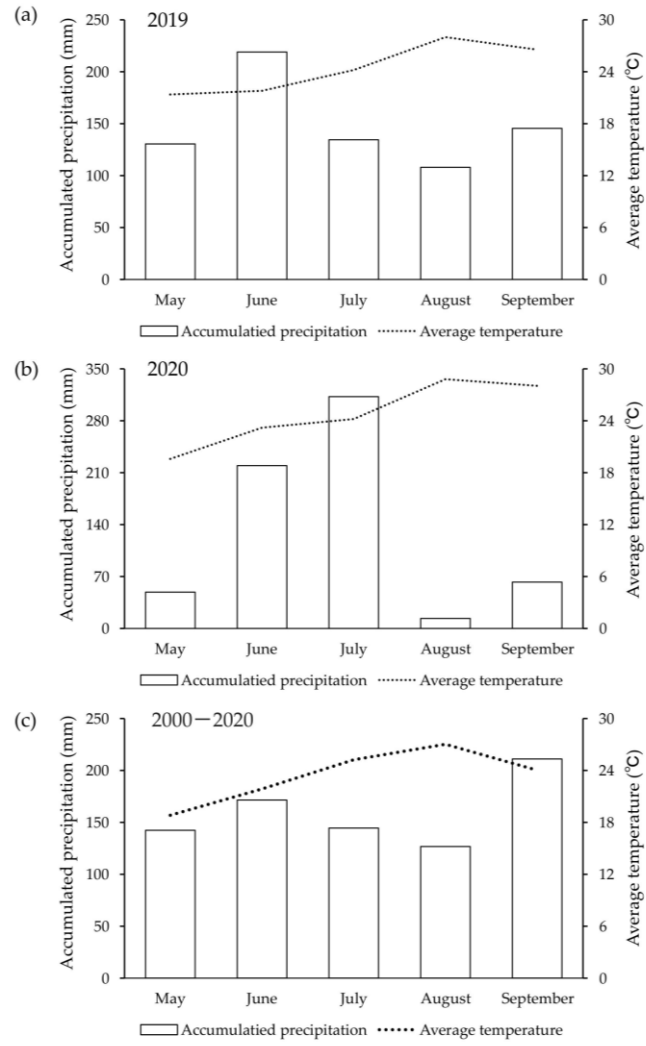 (a)
2019
Accumulated precipitation (mm)
250
200
150
100
50
0
30
24
18
12
6
0
Average temperature (℃)
May June July August September
Accumulatied precipitation Average temperature
(b)
2020
Accumulated precipitation (mm)
350
280
210
140
70
0
30
24
18
12
6
0
Average temperature (℃)
May June July August September
Accumulatied precipitation Average temperature
(c)
2000－2020
Accumulated precipitation (mm)
250
200
150
100
50
0
30
24
18
12
6
0
Average temperature (℃)
May June July August September
Accumulatied precipitation Average temperature